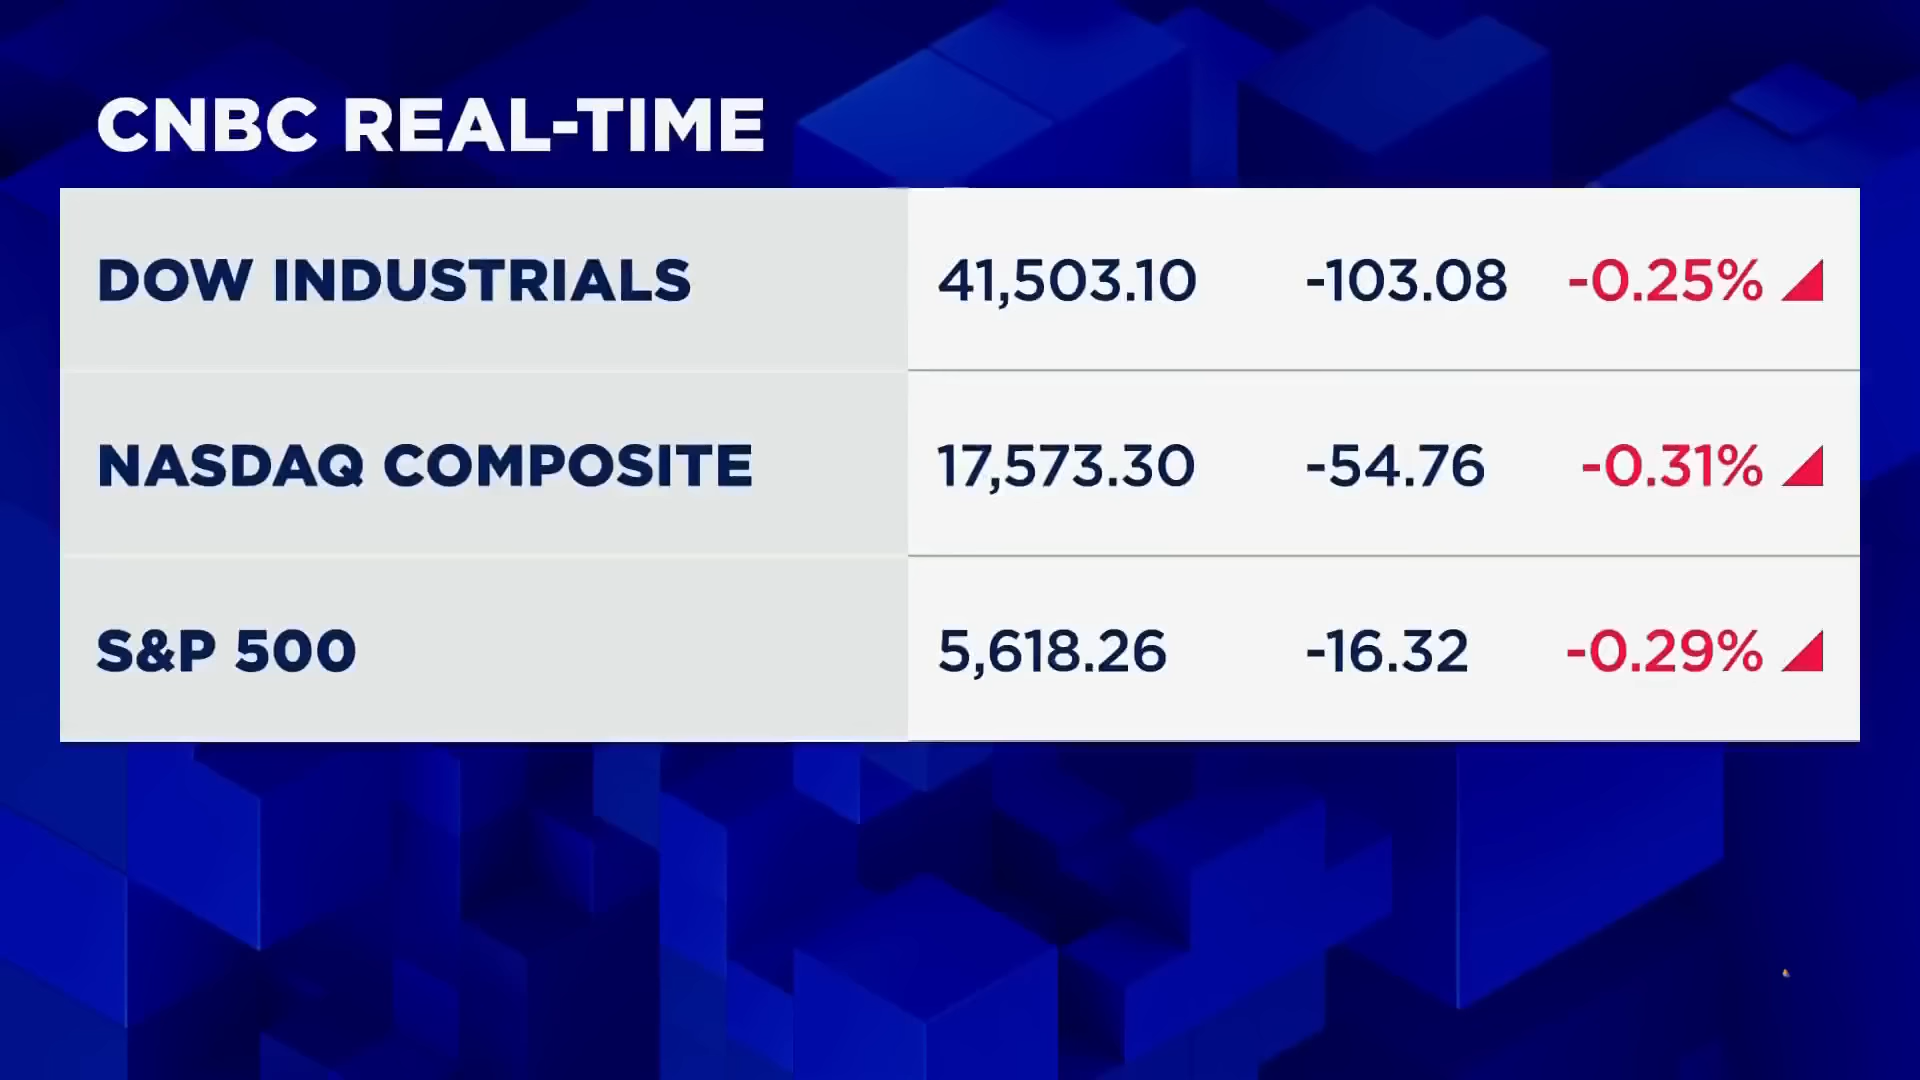 CNBC REAL-TIME
DOW INDUSTRIALS 41,503.10 -103.08 -0.25%
NASDAQ COMPOSITE 17,573.30 -54.76 -0.31%
S&P 500 5,618.26 -16.32 -0.29%